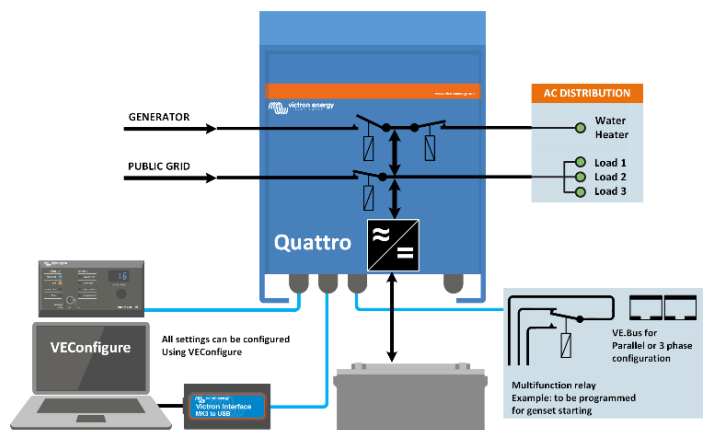 victron energy
GENERATOR
PUBLIC GRID
Quattro
AC DISTRIBUTION
Water
Heater
Load 1
Load 2
Load 3
16
VEConfigure
All settings can be configured
Using VEConfigure
Victron Interface
MK3 to USB
VE.Bus for
Parallel or 3 phase
configuration
Multifunction relay
Example: to be programmed
for genset starting